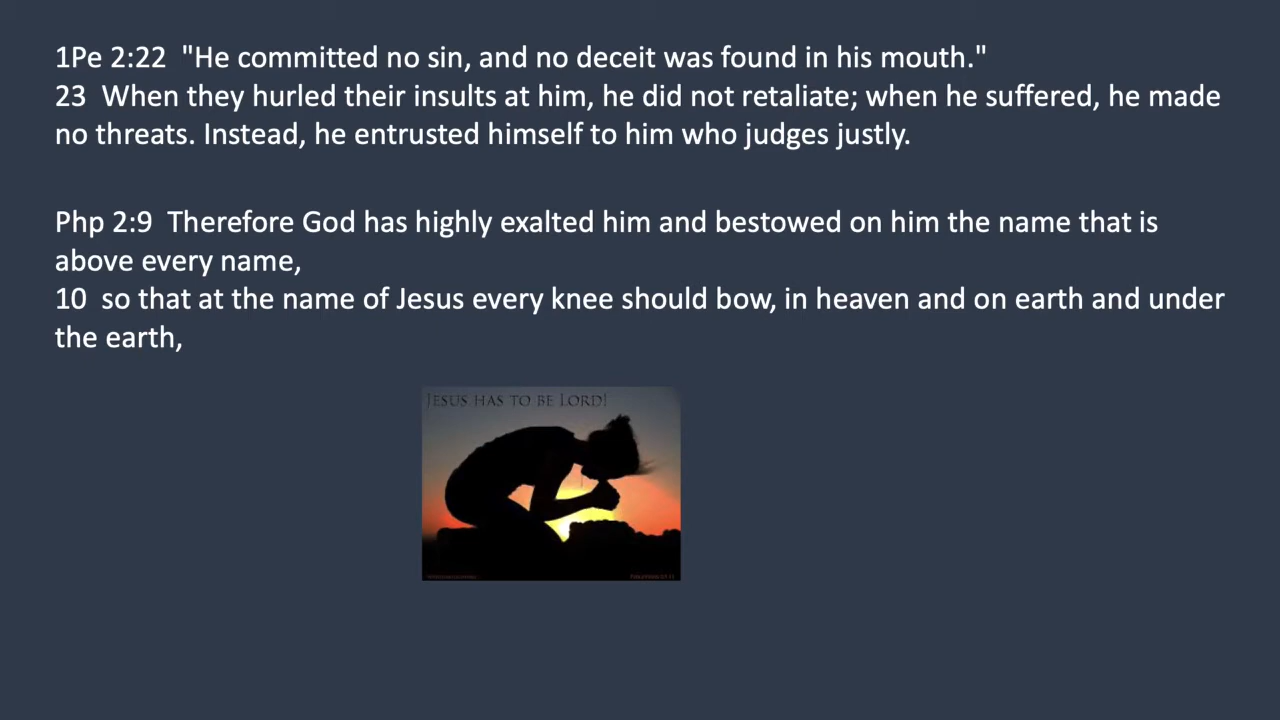 1Pe 2:22  "He committed no sin, and no deceit was found in his mouth."
23  When they hurled their insults at him, he did not retaliate; when he suffered, he made
no threats. Instead, he entrusted himself to him who judges justly.
Php 2:9  Therefore God has highly exalted him and bestowed on him the name that is
above every name,
10  so that at the name of Jesus every knee should bow, in heaven and on earth and under
the earth,
JESUS HAS TO BE LORD!